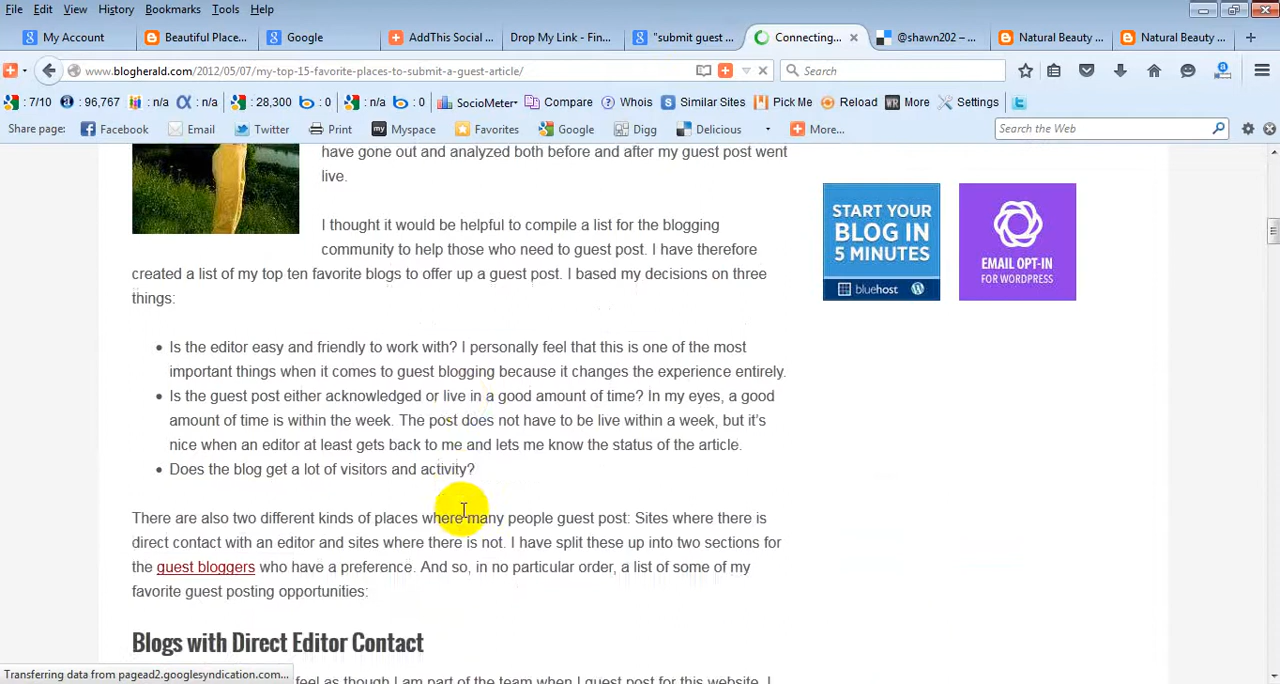 File Edit View History Bookmarks Tools Help
My Account Beautiful Place... Google AddThis Social ... Drop My Link - Fin... "submit guest ... Connecting... @shawn202 – ... Natural Beauty ... Natural Beauty ...
www.blogherald.com/2012/05/07/my-top-15-favorite-places-to-submit-a-guest-article/ Search
: 7/10 : 96,767 : n/a : n/a : 28,300 : 0 : n/a : 0 SocioMeter Compare Whois Similar Sites Pick Me Reload More Settings
Share page: Facebook Email Twitter Print Myspace Favorites Google Digg Delicious More... Search the Web
have gone out and analyzed both before and after my guest post went
live.
I thought it would be helpful to compile a list for the blogging
community to help those who need to guest post. I have therefore
created a list of my top ten favorite blogs to offer up a guest post. I based my decisions on three
things:
START YOUR
BLOG IN
5 MINUTES
bluehost
EMAIL OPT-IN
FOR WORDPRESS
• Is the editor easy and friendly to work with? I personally feel that this is one of the most
important things when it comes to guest blogging because it changes the experience entirely.
• Is the guest post either acknowledged or live in a good amount of time? In my eyes, a good
amount of time is within the week. The post does not have to be live within a week, but it's
nice when an editor at least gets back to me and lets me know the status of the article.
• Does the blog get a lot of visitors and activity?
There are also two different kinds of places where many people guest post: Sites where there is
direct contact with an editor and sites where there is not. I have split these up into two sections for
the guest bloggers who have a preference. And so, in no particular order, a list of some of my
favorite guest posting opportunities:
Blogs with Direct Editor Contact
feel as though I am part of the team when I guest post for this website. I
Transferring data from pagead2.googlesyndication.com...